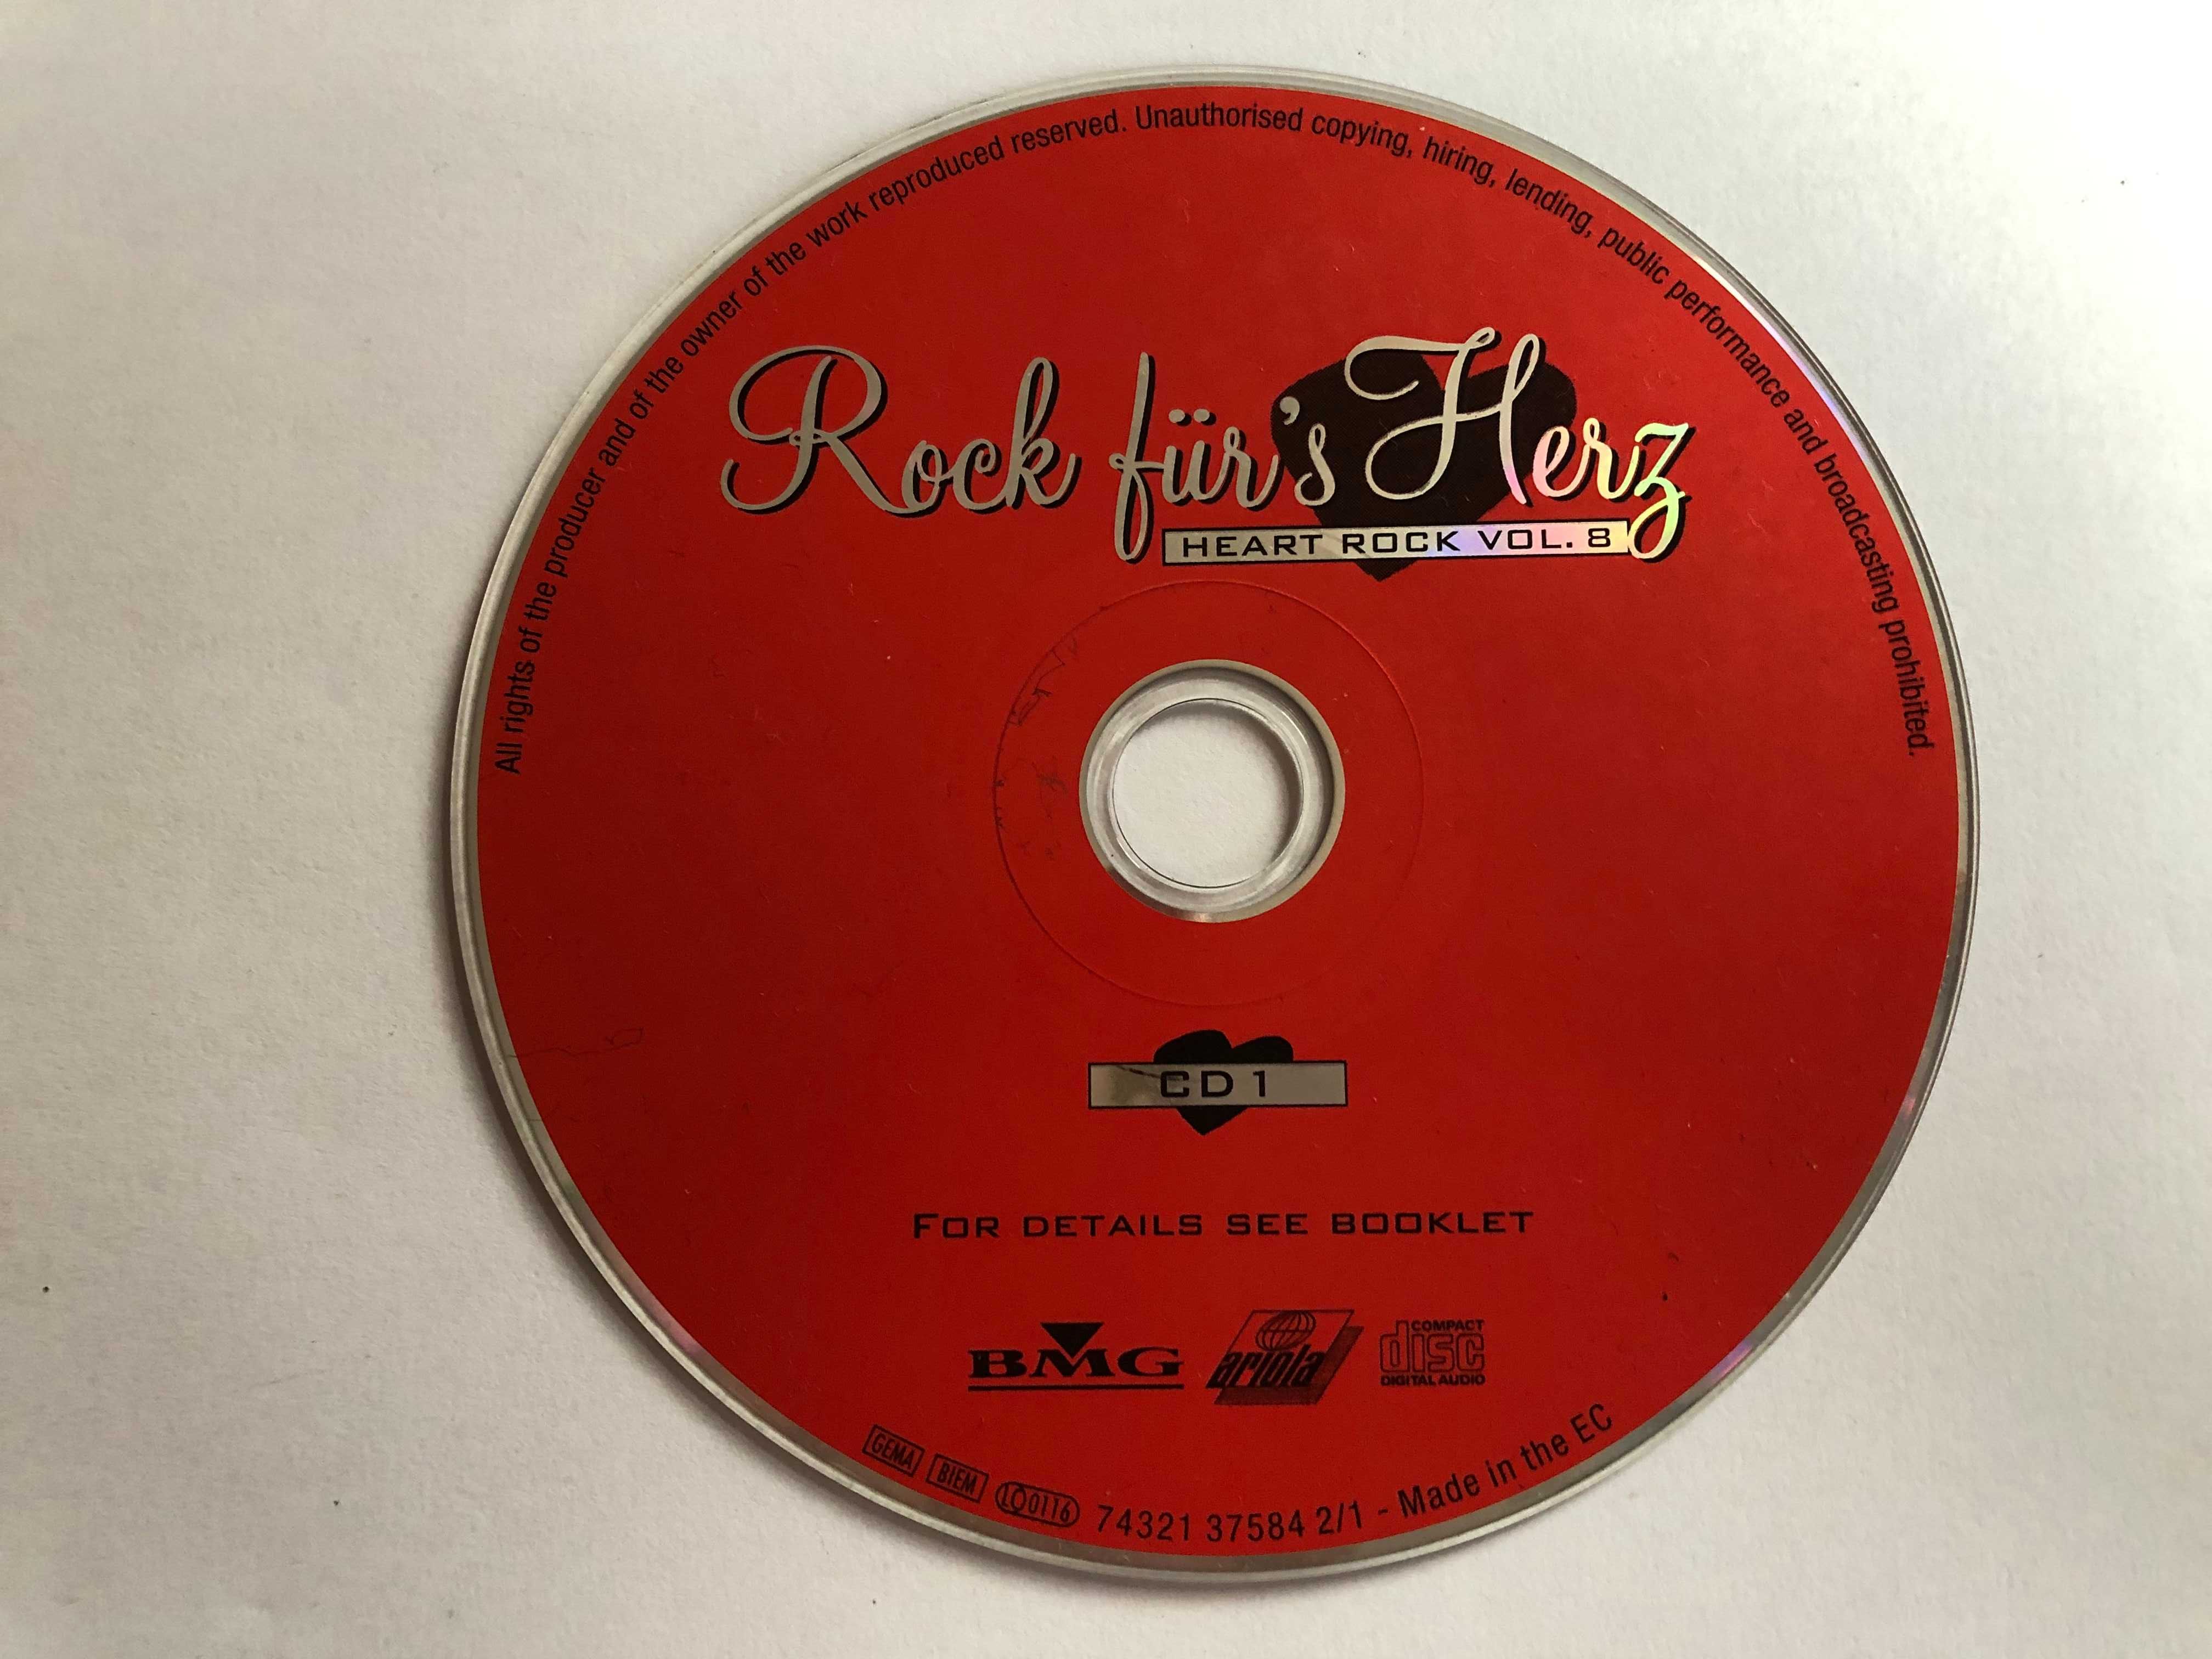 All rights of the producer and of the owner of the work reproduced reserved. Unauthorised copying, hiring, lending, public performance and broadcasting prohibited.
Rock für's Herz
HEART ROCK VOL. 8
CD 1
FOR DETAILS SEE BOOKLET
BMG
ariola
COMPACT
disc
DIGITAL AUDIO
GEMA BIEM LC 0116 74321 37584 2/1 - Made in the EC